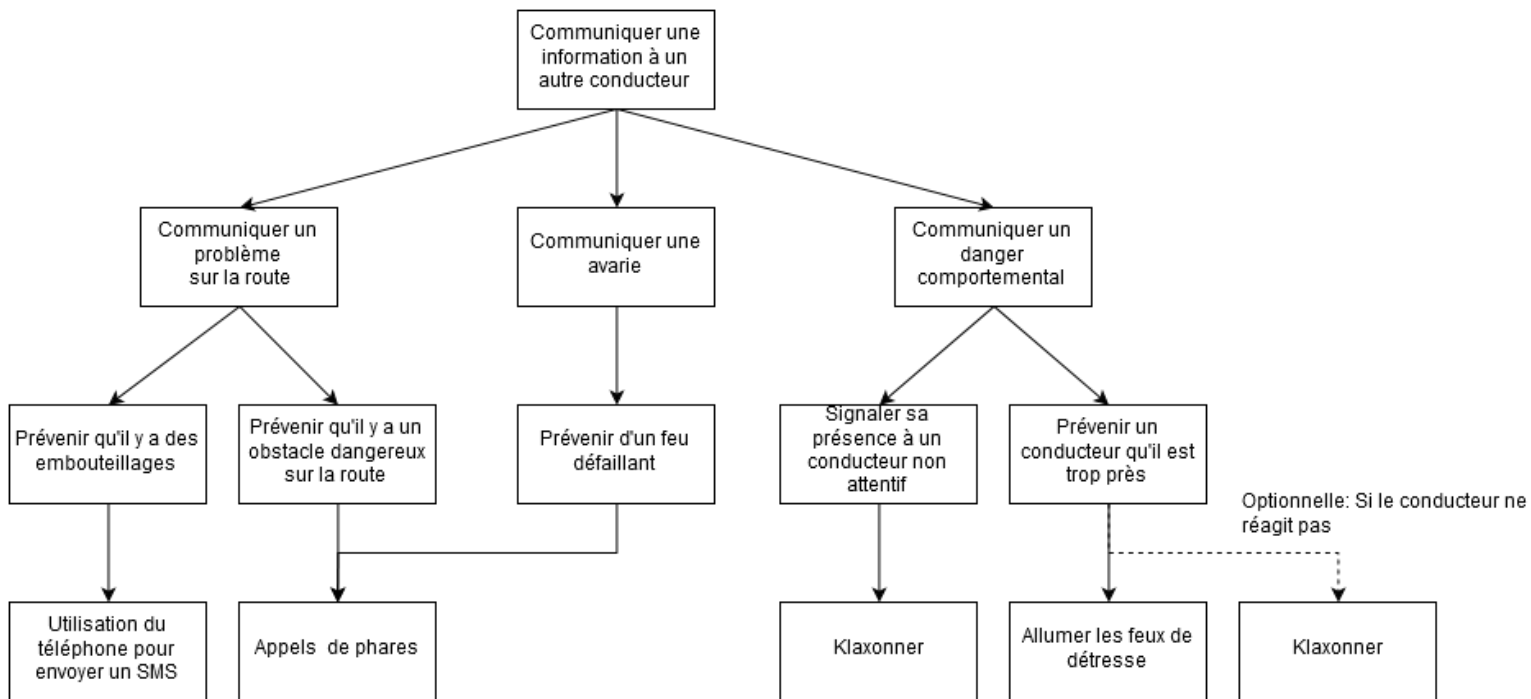 Communiquer une
information à un
autre conducteur
Communiquer un
problème
sur la route
Communiquer une
avarie
Communiquer un
danger
comportemental
Prévenir qu'il y a des
embouteillages
Prévenir qu'il y a un
obstacle dangereux
sur la route
Prévenir d'un feu
défaillant
Signaler sa
présence à un
conducteur non
attentif
Prévenir un
conducteur qu'il est
trop près
Optionnelle: Si le conducteur ne
réagit pas
Utilisation du
téléphone pour
envoyer un SMS
Appels de phares
Klaxonner
Allumer les feux de
détresse
Klaxonner